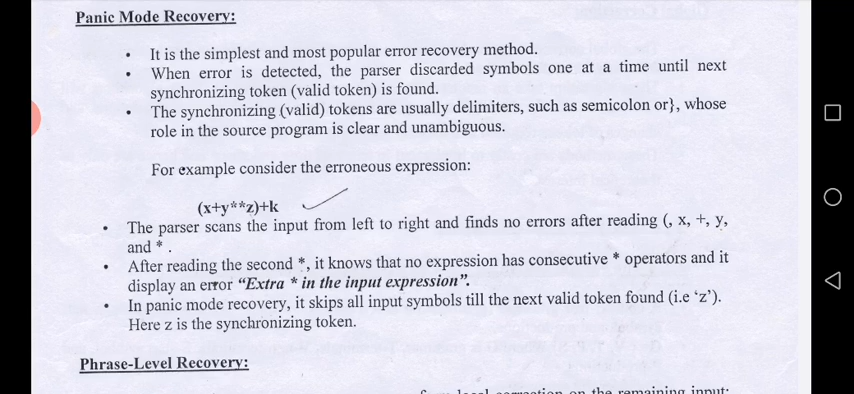 Panic Mode Recovery:
• It is the simplest and most popular error recovery method.
• When error is detected, the parser discarded symbols one at a time until next
synchronizing token (valid token) is found.
• The synchronizing (valid) tokens are usually delimiters, such as semicolon or}, whose
role in the source program is clear and unambiguous.
For example consider the erroneous expression:
(x+y**z)+k
• The parser scans the input from left to right and finds no errors after reading (, x, +, y,
and * .
• After reading the second *, it knows that no expression has consecutive * operators and it
display an error “Extra * in the input expression”.
• In panic mode recovery, it skips all input symbols till the next valid token found (i.e ‘z’).
Here z is the synchronizing token.
Phrase-Level Recovery:
local correction on the remaining input;